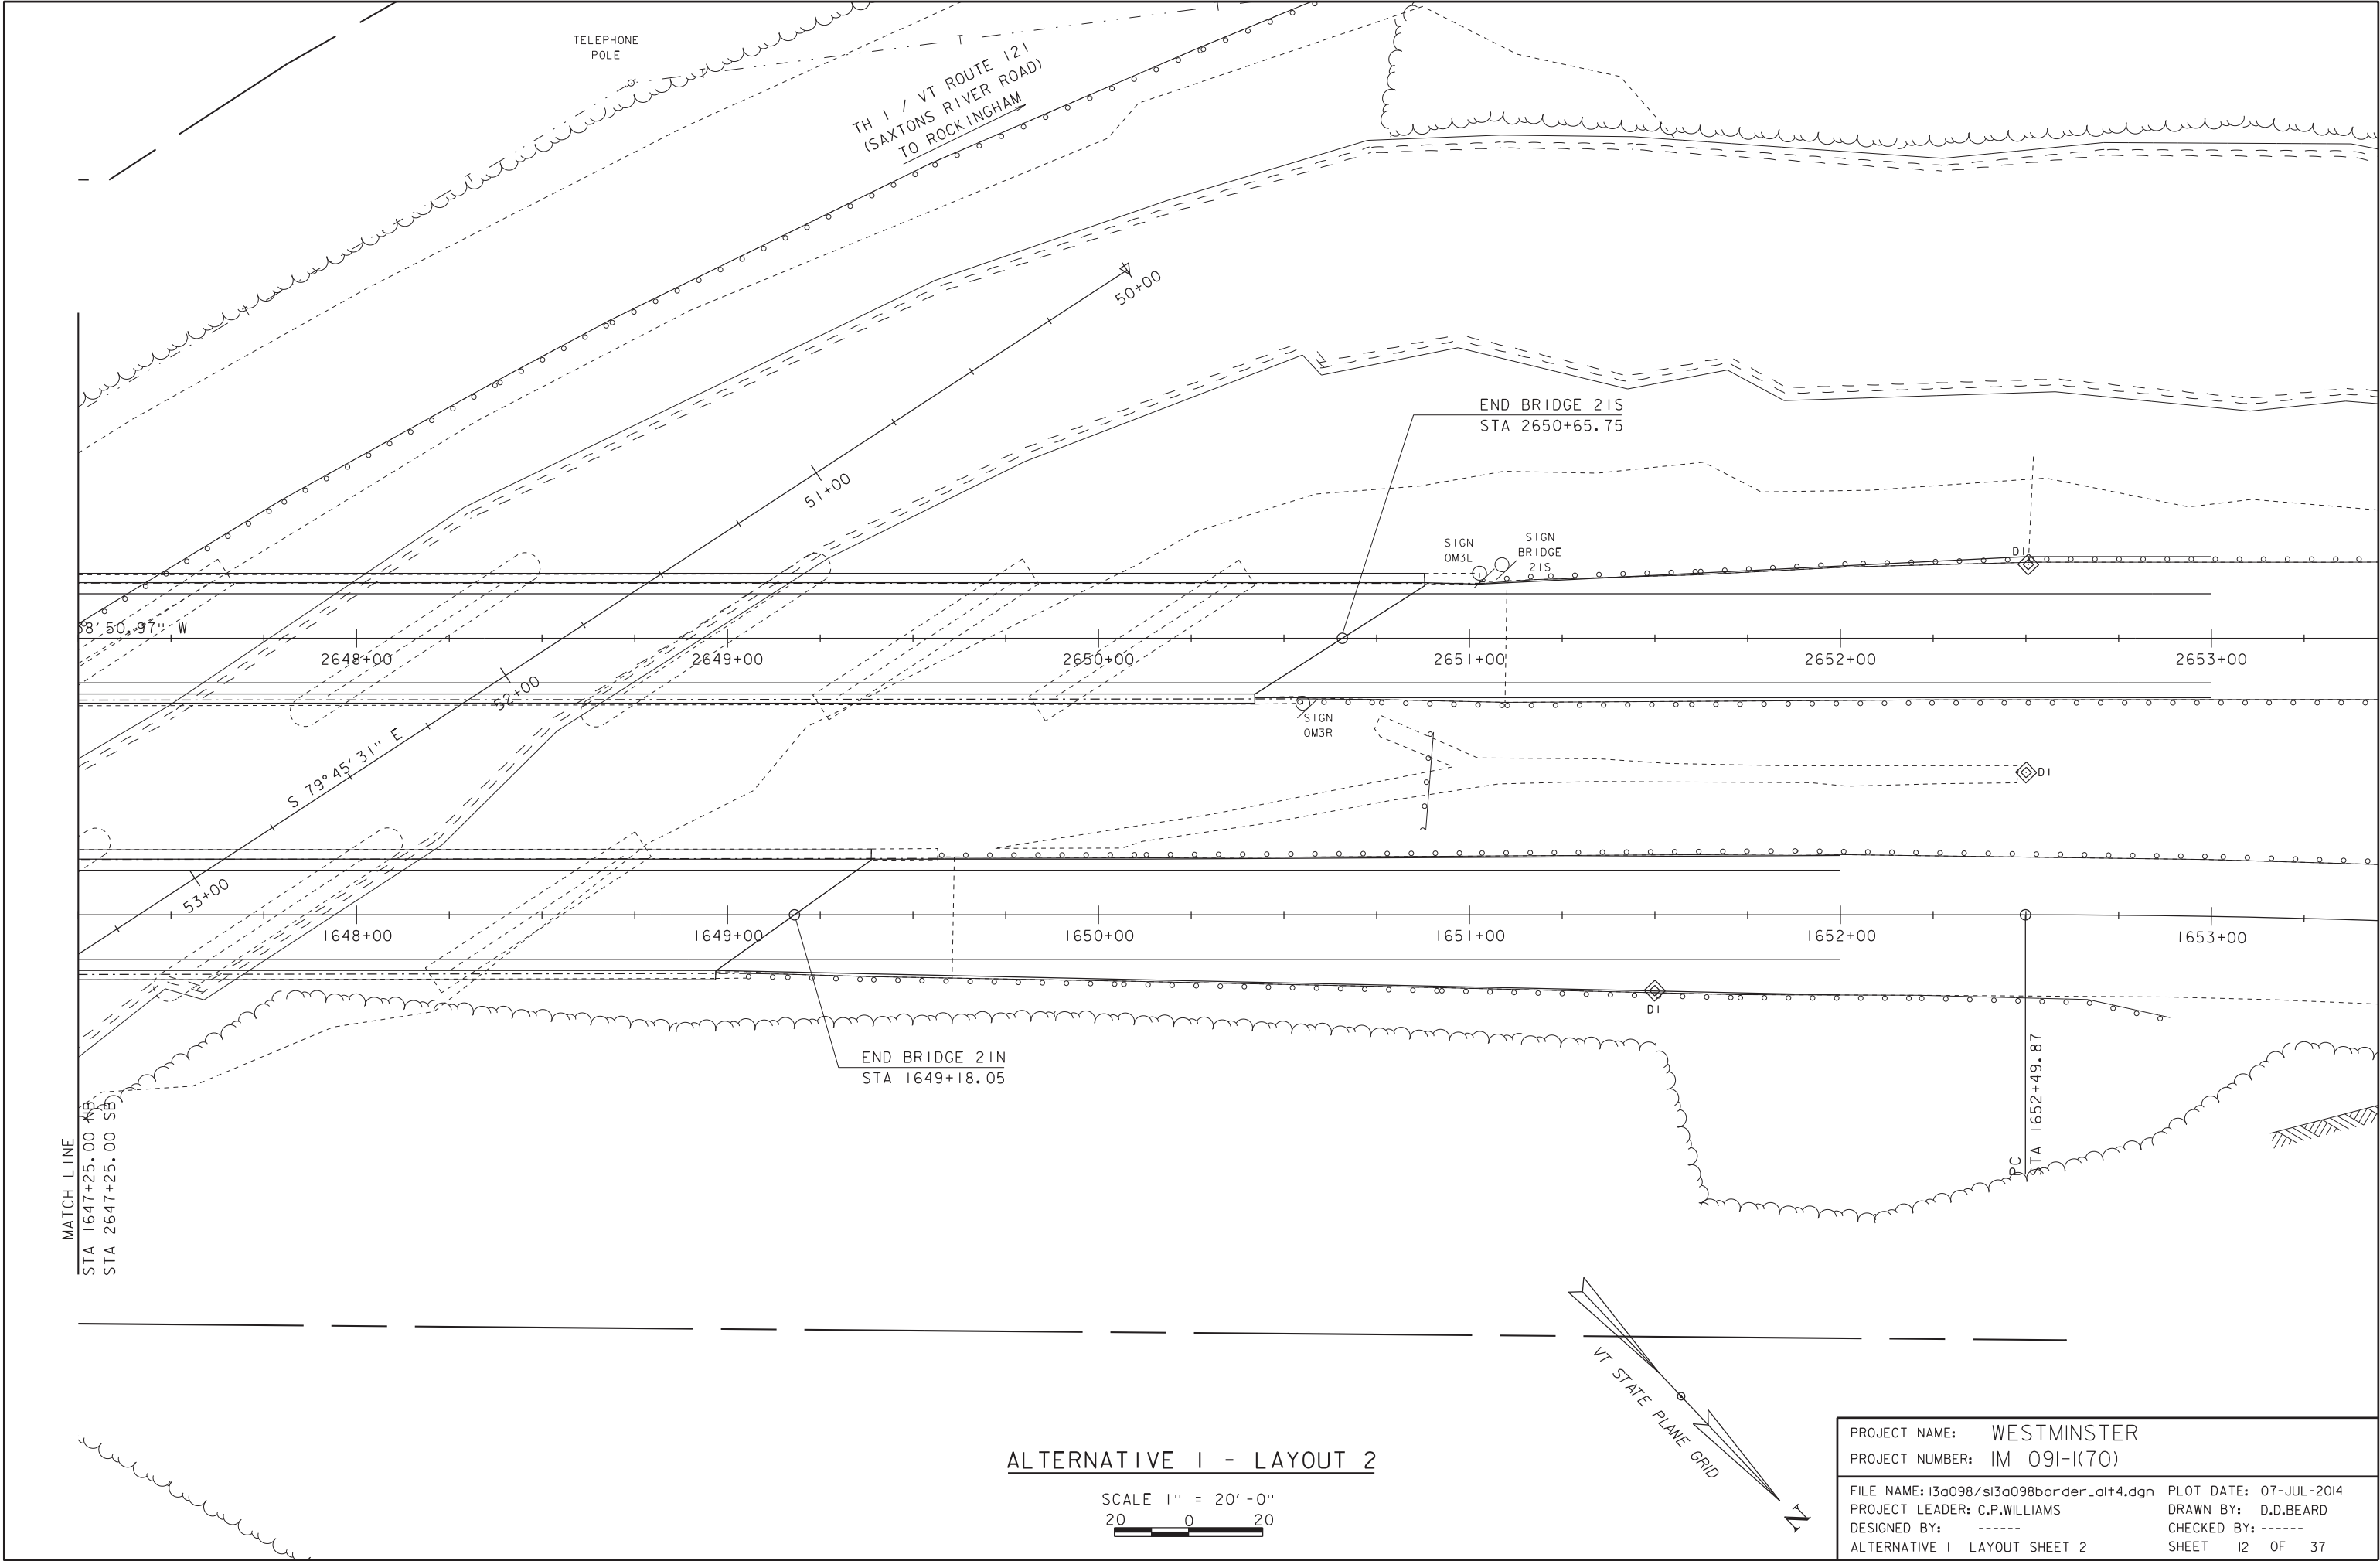 TELEPHONE
POLE
T
T
T
T
T
T
T
TH 1 / VT ROUTE 121
(SAXTONS RIVER ROAD)
TO ROCKINGHAM
50+00
51+00
52+00
53+00
S 79° 45' 31" E
END BRIDGE 21S
STA 2650+65.75
SIGN
OM3L
SIGN
BRIDGE
21S
DI
38' 50.97" W
2648+00
2649+00
2650+00
2651+00
2652+00
2653+00
SIGN
OM3R
DI
1648+00
1649+00
1650+00
1651+00
1652+00
1653+00
DI
END BRIDGE 21N
STA 1649+18.05
PC
STA 1652+49.87
MATCH LINE
STA 1647+25.00 NB
STA 2647+25.00 SB
VT STATE PLANE GRID
N
ALTERNATIVE 1 - LAYOUT 2
SCALE 1" = 20'-0"
20 0 20
PROJECT NAME: WESTMINSTER
PROJECT NUMBER: IM 091-1(70)
FILE NAME: 13a098/s13a098border_alt4.dgn PLOT DATE: 07-JUL-2014
PROJECT LEADER: C.P.WILLIAMS DRAWN BY: D.D.BEARD
DESIGNED BY: ------ CHECKED BY: ------
ALTERNATIVE 1 LAYOUT SHEET 2 SHEET 12 OF 37